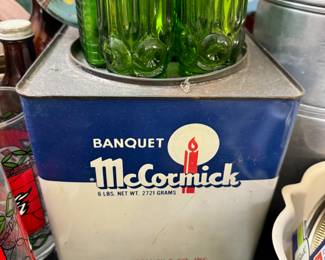 BANQUET
McCormick
6 LBS. NET WT. 2721 GRAMS